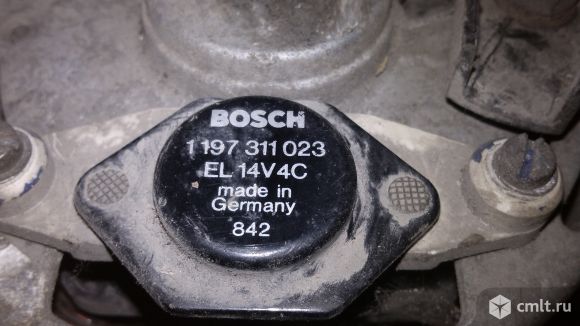 BOSCH
1 197 311 023
EL 14V4C
made in
Germany
842
cmlt.ru